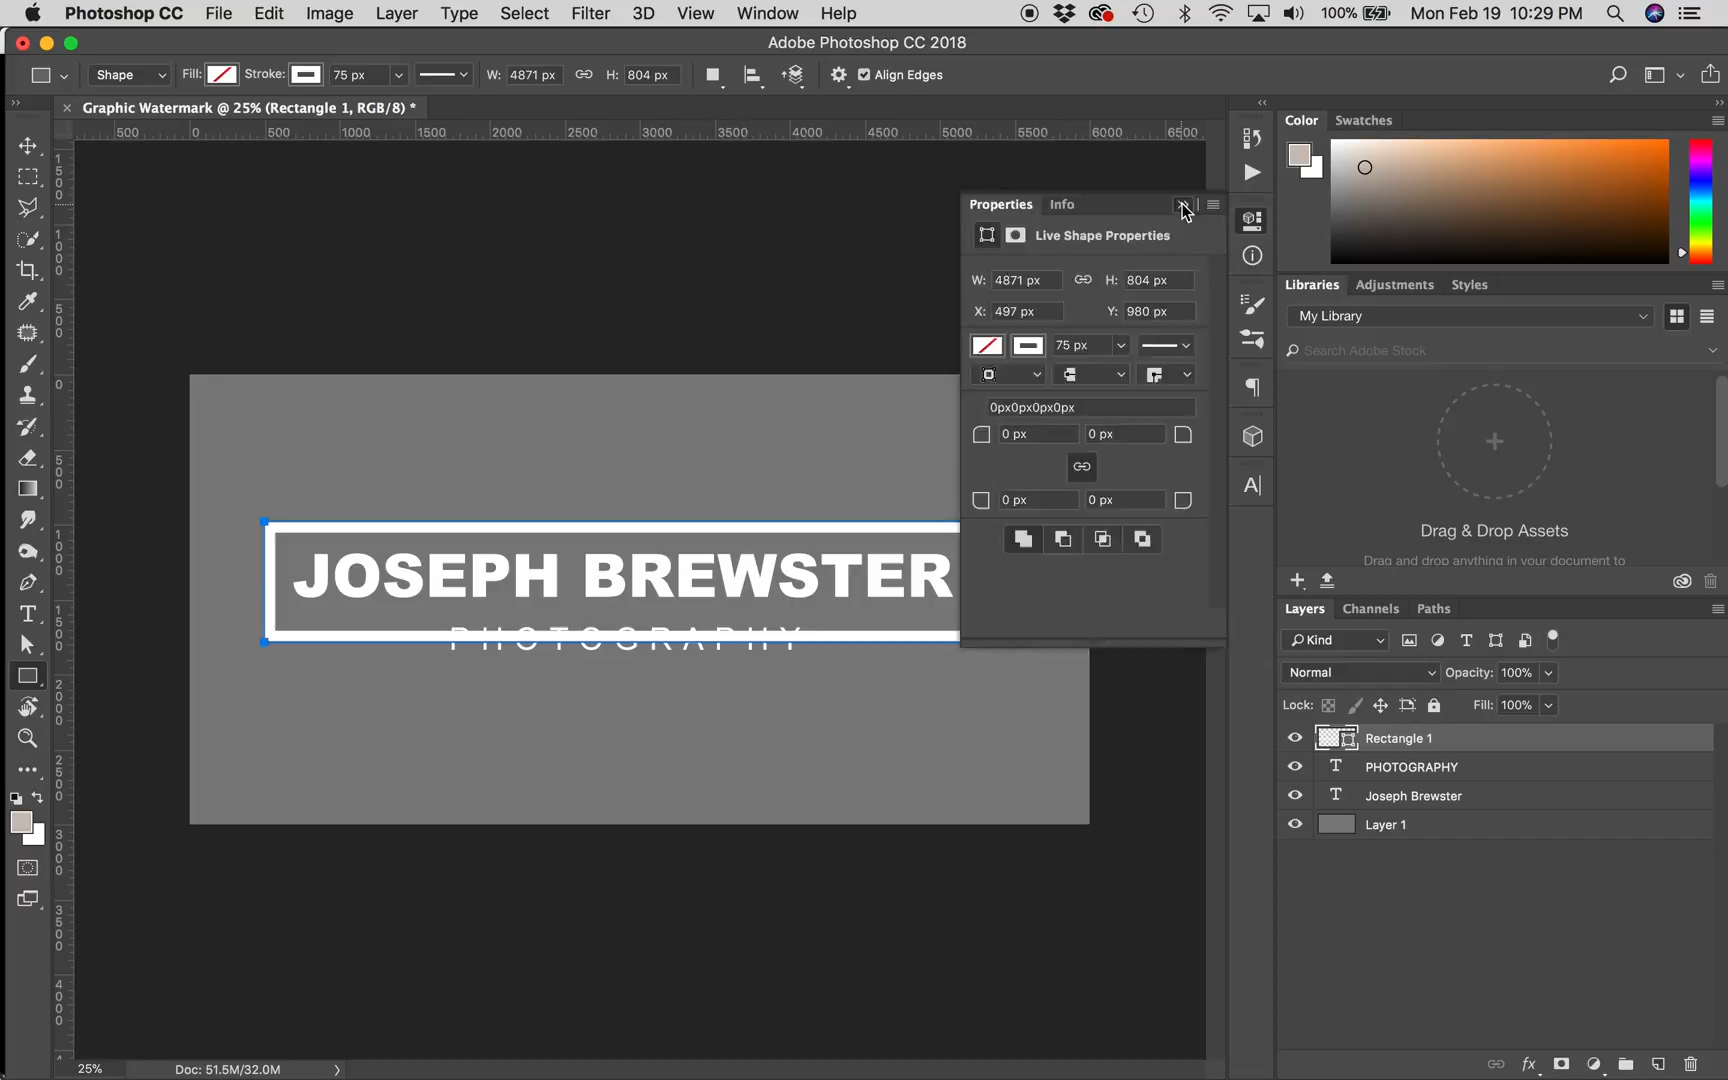 Photoshop CC File Edit Image Layer Type Select Filter 3D View Window Help 100% Mon Feb 19 10:29 PM
Adobe Photoshop CC 2018
Shape Fill: Stroke: 75 px W: 4871 px H: 804 px Align Edges
Graphic Watermark @ 25% (Rectangle 1, RGB/8) *
500 0 500 1000 1500 2000 2500 3000 3500 4000 4500 5000 5500 6000 6500
Color Swatches
Properties Info
Live Shape Properties
W: 4871 px H: 804 px
X: 497 px Y: 980 px
75 px
0px0px0px0px
0 px 0 px
0 px 0 px
Libraries Adjustments Styles
My Library
Search Adobe Stock
Drag & Drop Assets
Drag and drop anything in your document to
JOSEPH BREWSTER
PHOTOGRAPHY
Layers Channels Paths
Kind
Normal Opacity: 100%
Lock: Fill: 100%
Rectangle 1
PHOTOGRAPHY
Joseph Brewster
Layer 1
25% Doc: 51.5M/32.0M